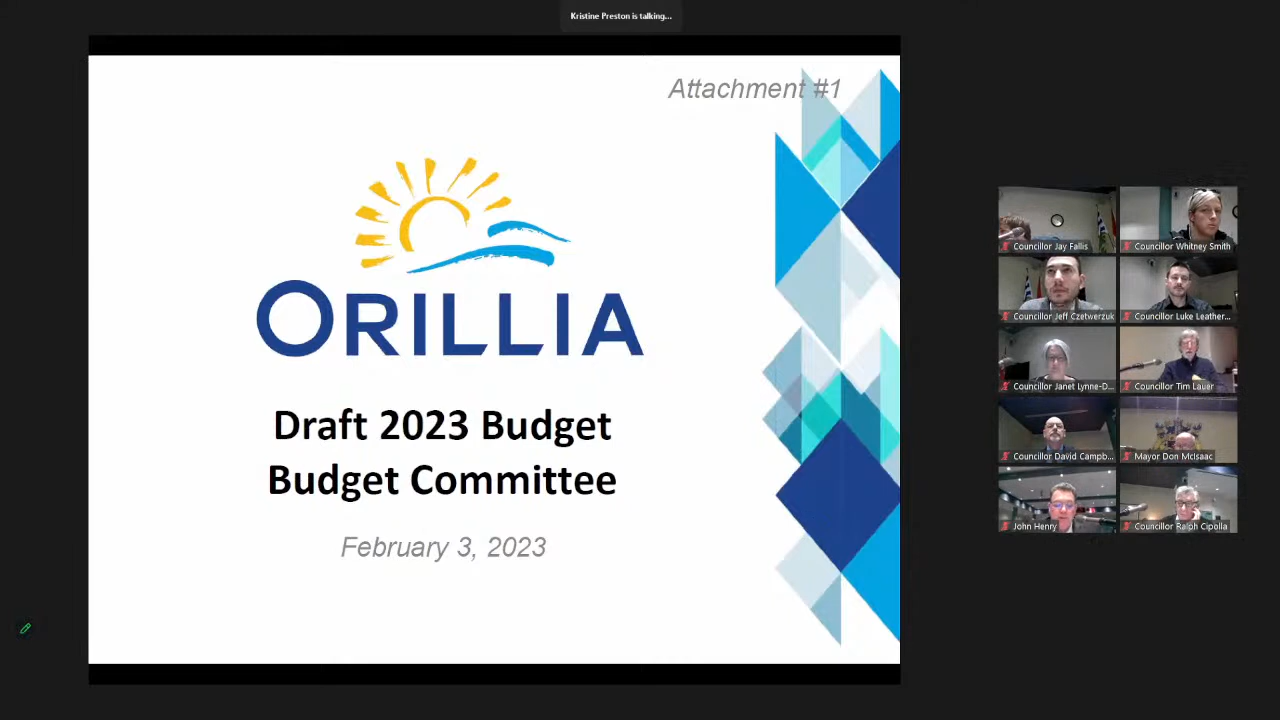 Kristine Preston is talking...
Attachment #1
ORILLIA
Draft 2023 Budget
Budget Committee
February 3, 2023
Councillor Jay Fallis
Councillor Whitney Smith
Councillor Jeff Czetwerzuk
Councillor Luke Leather...
Councillor Janet Lynne-D...
Councillor Tim Lauer
Councillor David Campb...
Mayor Don McIsaac
John Henry
Councillor Ralph Cipolla